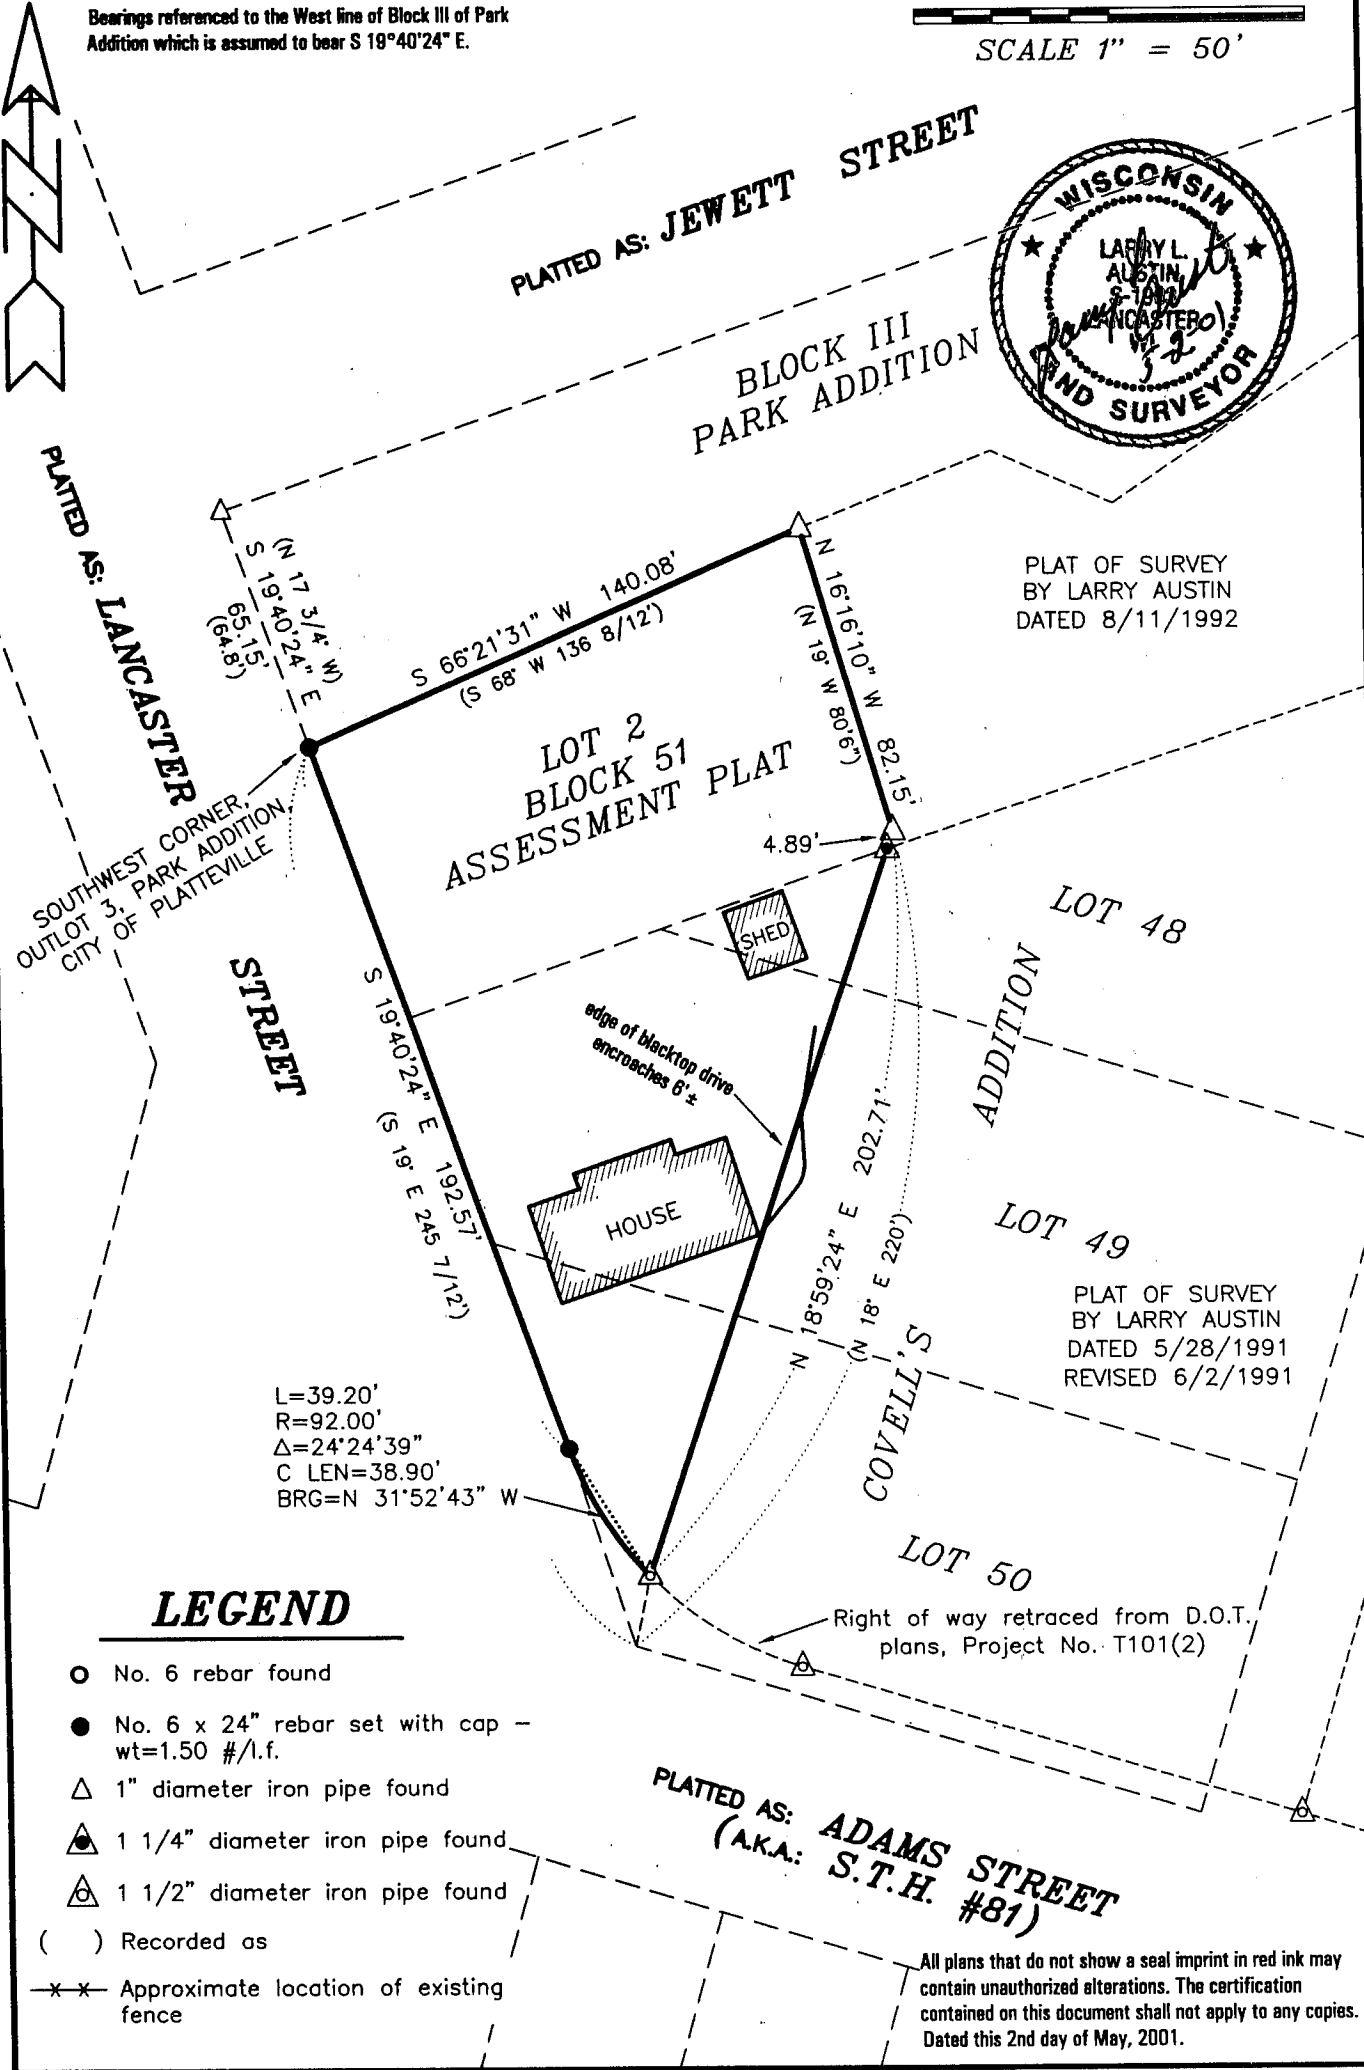 Bearings referenced to the West line of Block III of Park
Addition which is assumed to bear S 19°40'24" E.
SCALE 1" = 50'
PLATTED AS: JEWETT STREET
WISCONSIN
LARRY L.
AUSTIN
LANCASTER
WI
LAND SURVEYOR
BLOCK III
PARK ADDITION
PLATTED AS: LANCASTER
STREET
(N 17 3/4° W)
S 19°40'24" E
65.15'
(64.8')
S 66°21'31" W 140.08'
(S 68° W 136 8/12')
N 16°16'10" W 82.15'
(N 19° W 80'6")
PLAT OF SURVEY
BY LARRY AUSTIN
DATED 8/11/1992
LOT 2
BLOCK 51
ASSESSMENT PLAT
4.89'
SOUTHWEST CORNER,
OUTLOT 3, PARK ADDITION,
CITY OF PLATTEVILLE
SHED
LOT 48
S 19°40'24" E 192.57'
(S 19° E 245 7/12')
edge of blacktop drive
encroaches 6'±
HOUSE
N 18°59'24" E 202.71'
(N 18° E 220')
COVELL'S ADDITION
LOT 49
PLAT OF SURVEY
BY LARRY AUSTIN
DATED 5/28/1991
REVISED 6/2/1991
L=39.20'
R=92.00'
Δ=24°24'39"
C LEN=38.90'
BRG=N 31°52'43" W
LOT 50
Right of way retraced from D.O.T.
plans, Project No. T101(2)
LEGEND
No. 6 rebar found
No. 6 x 24" rebar set with cap –
wt=1.50 #/l.f.
1" diameter iron pipe found
1 1/4" diameter iron pipe found
1 1/2" diameter iron pipe found
( ) Recorded as
Approximate location of existing
fence
PLATTED AS: ADAMS STREET
(A.K.A.: S.T.H. #81)
All plans that do not show a seal imprint in red ink may
contain unauthorized alterations. The certification
contained on this document shall not apply to any copies.
Dated this 2nd day of May, 2001.